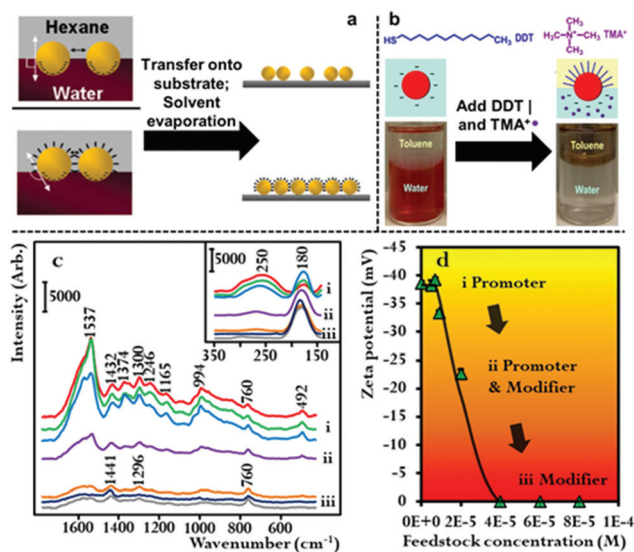 a
Hexane
Water
Transfer onto
substrate;
Solvent
evaporation
b
HS
DDT
CH₃
H₃C-N⁺-CH₃
CH₃
TMA⁺
Add DDT |
and TMA⁺•
Toluene
Water
Toluene
Water
c
Intensity (Arb.)
5000
1537
1432
1374
1300
1246
1165
994
760
492
i
ii
1441
1296
760
iii
1600 1400 1200 1000 800 600
Wavenumber (cm⁻¹)
5000
250
180
i
ii
iii
350 250 150
d
Zeta potential (mV)
-45
-40
-35
-30
-25
-20
-15
-10
-5
0
i Promoter
ii Promoter
& Modifier
iii Modifier
0E+0 2E-5 4E-5 6E-5 8E-5 1E-4
Feedstock concentration (M)